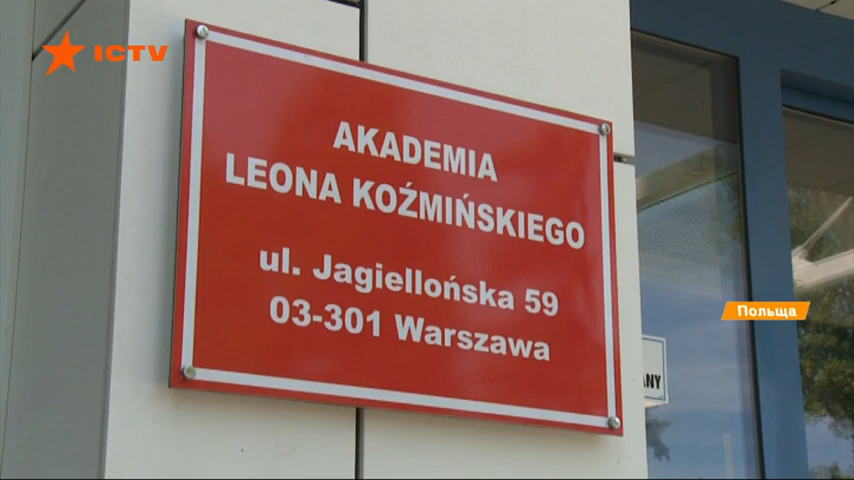 ICTV
AKADEMIA
LEONA KOŹMIŃSKIEGO
ul. Jagiellońska 59
03-301 Warszawa
Польща